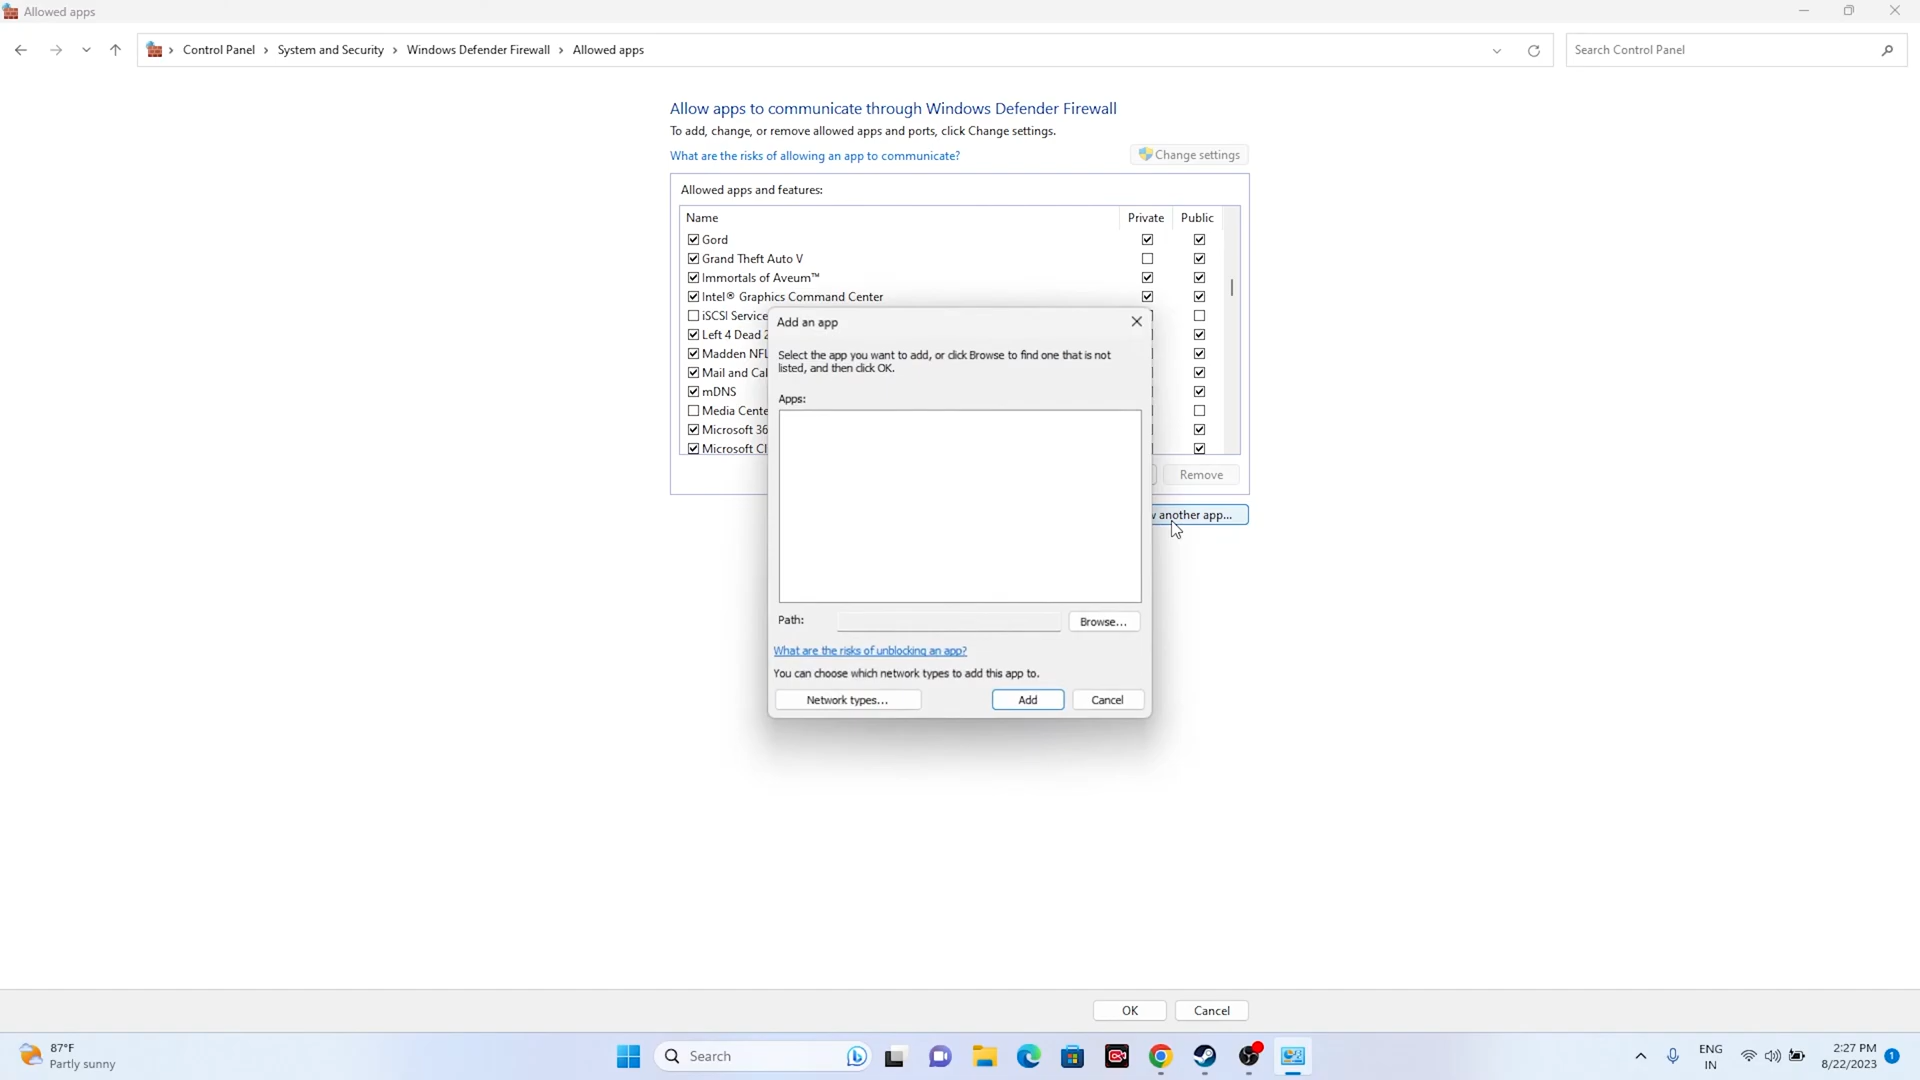 Allowed apps
Control Panel > System and Security > Windows Defender Firewall > Allowed apps
Search Control Panel
Allow apps to communicate through Windows Defender Firewall
To add, change, or remove allowed apps and ports, click Change settings.
What are the risks of allowing an app to communicate?
Change settings
Allowed apps and features:
Name Private Public
Gord
Grand Theft Auto V
Immortals of Aveum™
Intel® Graphics Command Center
iSCSI Service
Left 4 Dead 2
Madden NFL
Mail and Cal
mDNS
Media Cente
Microsoft 36
Microsoft Cl
Remove
another app...
Add an app
Select the app you want to add, or click Browse to find one that is not
listed, and then click OK.
Apps:
Path:
Browse...
What are the risks of unblocking an app?
You can choose which network types to add this app to.
Network types...
Add
Cancel
OK
Cancel
87°F
Partly sunny
Search
ENG
IN
2:27 PM
8/22/2023
1